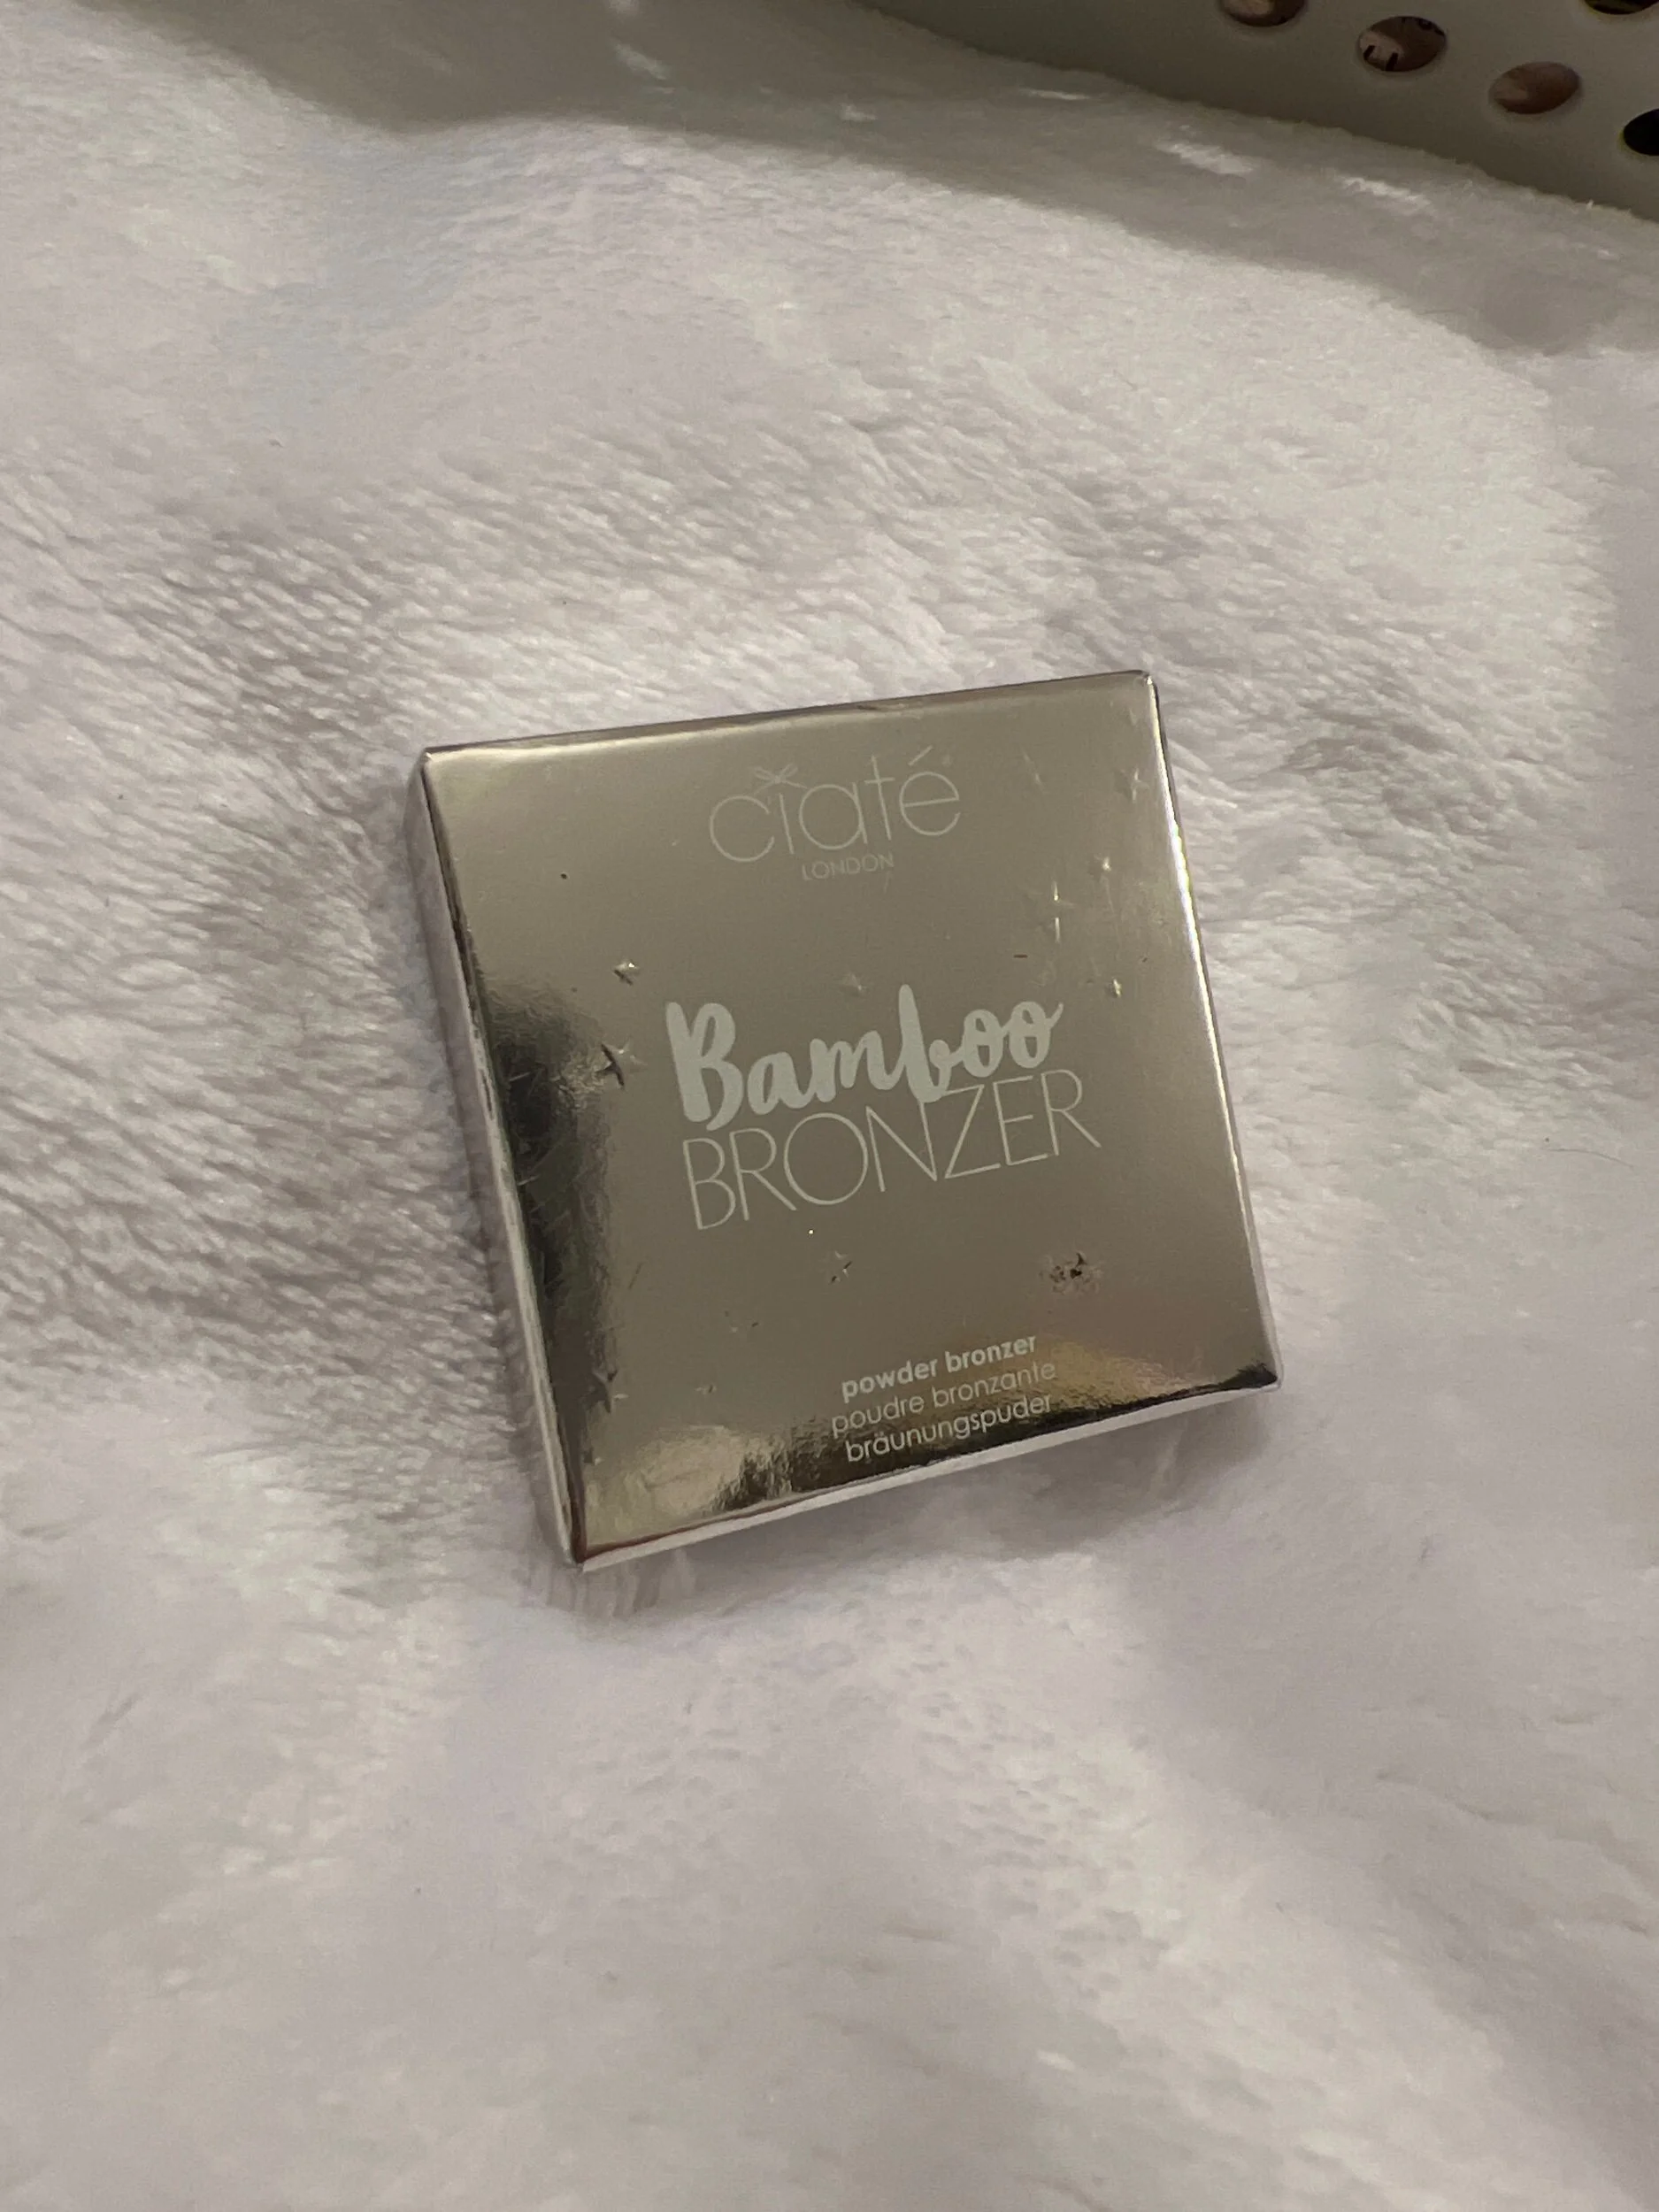 ciaté
LONDON
Bamboo
BRONZER
powder bronzer
poudre bronzante
bräunungspuder